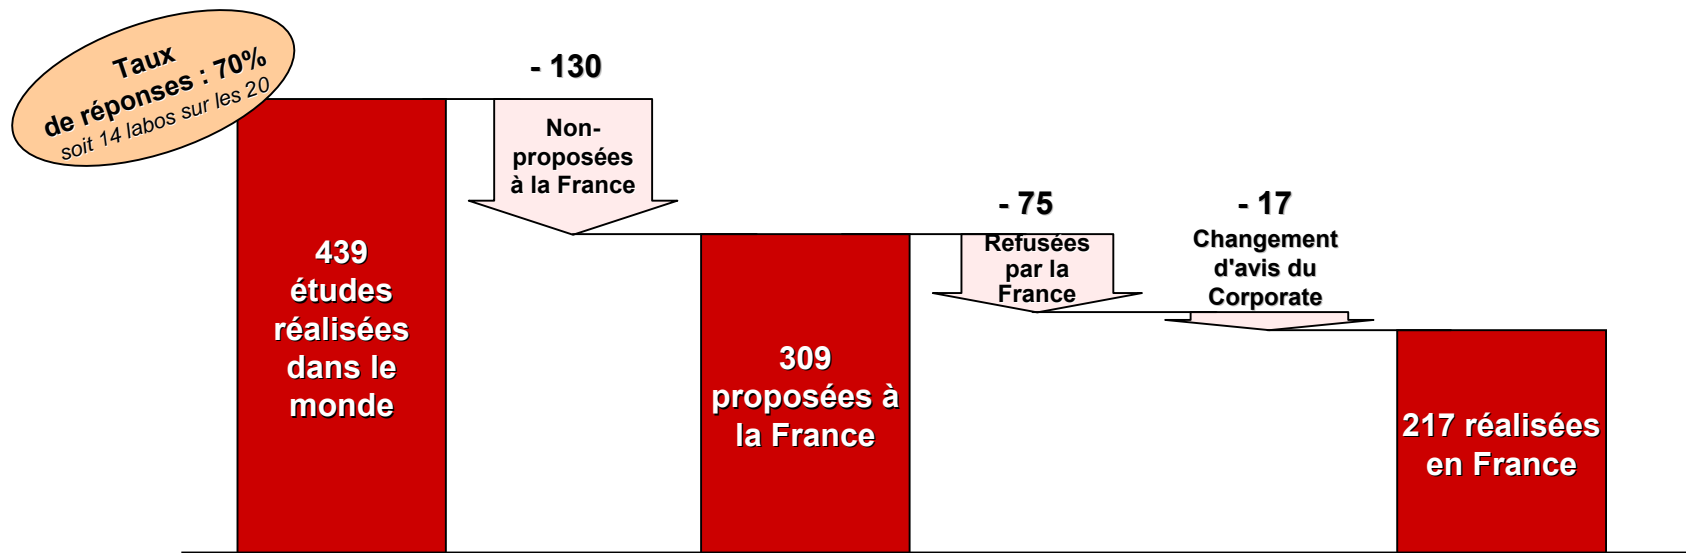 Taux
de réponses : 70%
soit 14 labos sur les 20
- 130
Non-
proposées
à la France
- 75
Refusées
par la
France
- 17
Changement
d'avis du
Corporate
439
études
réalisées
dans le
monde
309
proposées à
la France
217 réalisées
en France